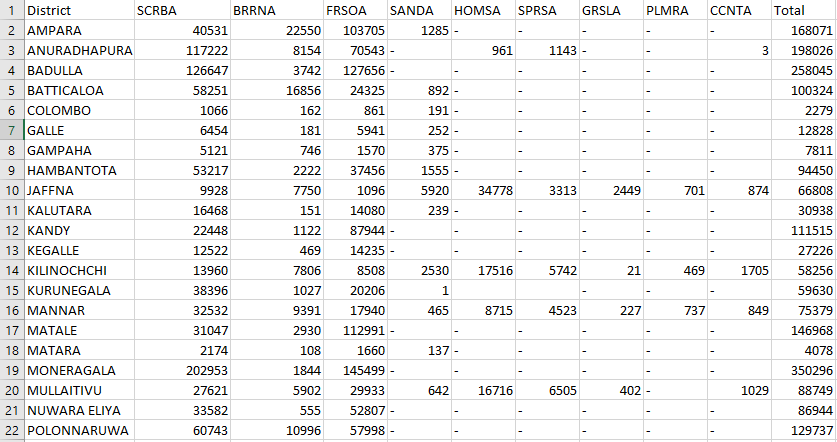 1 District SCRBA BRRNA FRSOA SANDA HOMSA SPRSA GRSLA PLMRA CCNTA Total
2 AMPARA 40531 22550 103705 1285 - - - - - 168071
3 ANURADHAPURA 117222 8154 70543 - 961 1143 - - 3 198026
4 BADULLA 126647 3742 127656 - - - - - - 258045
5 BATTICALOA 58251 16856 24325 892 - - - - - 100324
6 COLOMBO 1066 162 861 191 - - - - - 2279
7 GALLE 6454 181 5941 252 - - - - - 12828
8 GAMPAHA 5121 746 1570 375 - - - - - 7811
9 HAMBANTOTA 53217 2222 37456 1555 - - - - - 94450
10 JAFFNA 9928 7750 1096 5920 34778 3313 2449 701 874 66808
11 KALUTARA 16468 151 14080 239 - - - - - 30938
12 KANDY 22448 1122 87944 - - - - - - 111515
13 KEGALLE 12522 469 14235 - - - - - - 27226
14 KILINOCHCHI 13960 7806 8508 2530 17516 5742 21 469 1705 58256
15 KURUNEGALA 38396 1027 20206 1 - - - 59630
16 MANNAR 32532 9391 17940 465 8715 4523 227 737 849 75379
17 MATALE 31047 2930 112991 - - - - - - 146968
18 MATARA 2174 108 1660 137 - - - - - 4078
19 MONERAGALA 202953 1844 145499 - - - - - - 350296
20 MULLAITIVU 27621 5902 29933 642 16716 6505 402 - 1029 88749
21 NUWARA ELIYA 33582 555 52807 - - - - - - 86944
22 POLONNARUWA 60743 10996 57998 - - - - - - 129737